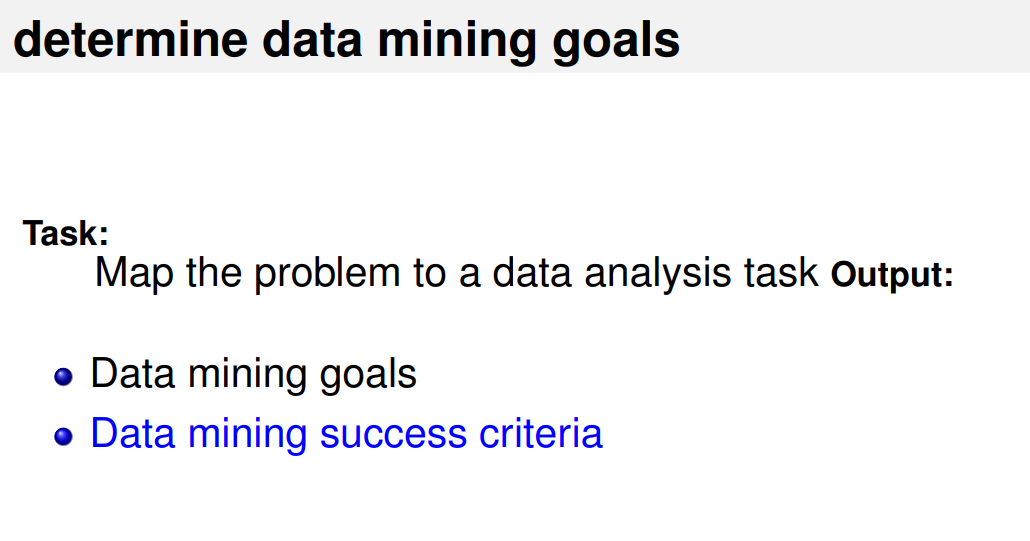 determine data mining goals
Task:
Map the problem to a data analysis task Output:
Data mining goals
Data mining success criteria